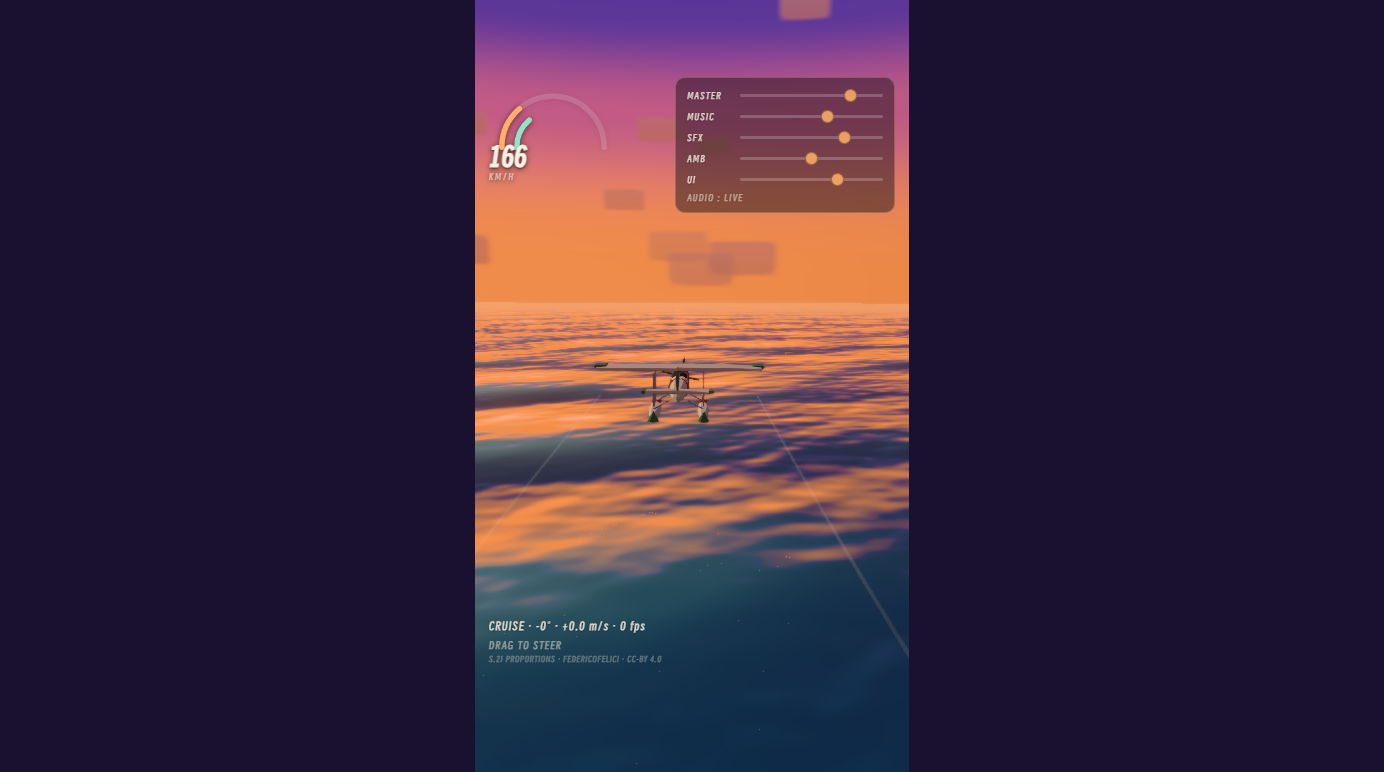 MASTER
MUSIC
SFX
AMB
UI
AUDIO : LIVE
166
KM/H
CRUISE · -0° · +0.0 m/s · 0 fps
DRAG TO STEER
S.21 PROPORTIONS · FEDERICOFELICI · CC-BY 4.0